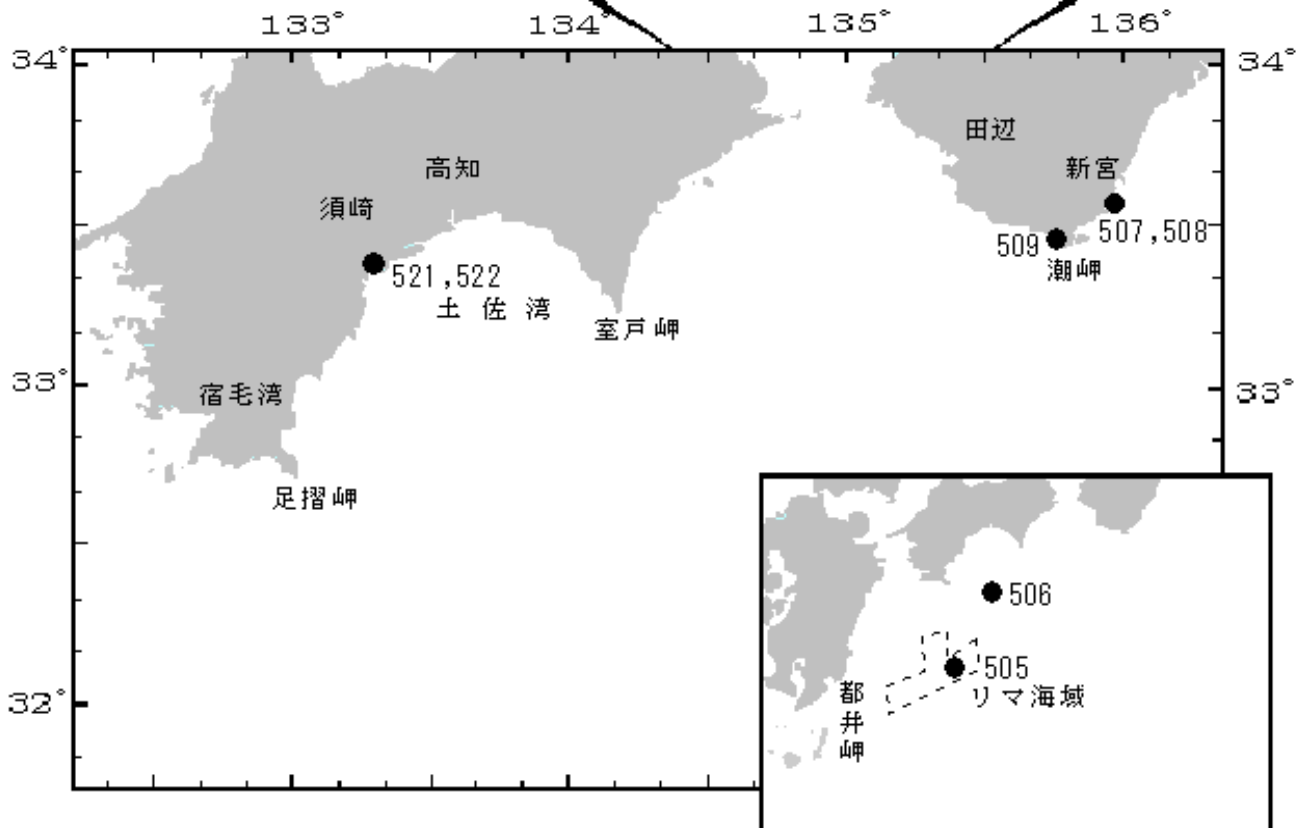 133° 134° 135° 136°
34° 34°
田辺
高知 新宮
須崎
507,508
509
521,522 潮岬
土佐湾
室戸岬
33° 33°
宿毛湾
足摺岬
506
505
リマ海域
32°
都井岬